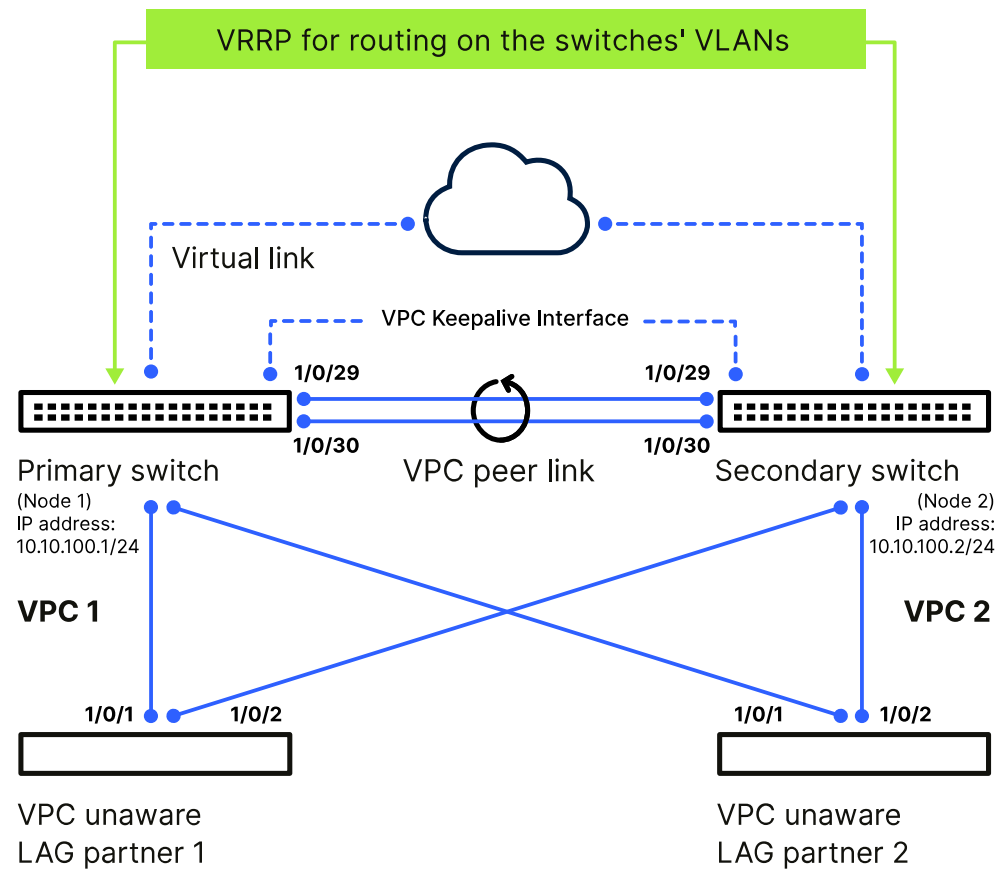 VRRP for routing on the switches' VLANs
Virtual link
VPC Keepalive Interface
1/0/29
1/0/29
1/0/30
1/0/30
VPC peer link
Primary switch
(Node 1)
IP address:
10.10.100.1/24
Secondary switch
(Node 2)
IP address:
10.10.100.2/24
VPC 1
VPC 2
1/0/1
1/0/2
1/0/1
1/0/2
VPC unaware
LAG partner 1
VPC unaware
LAG partner 2